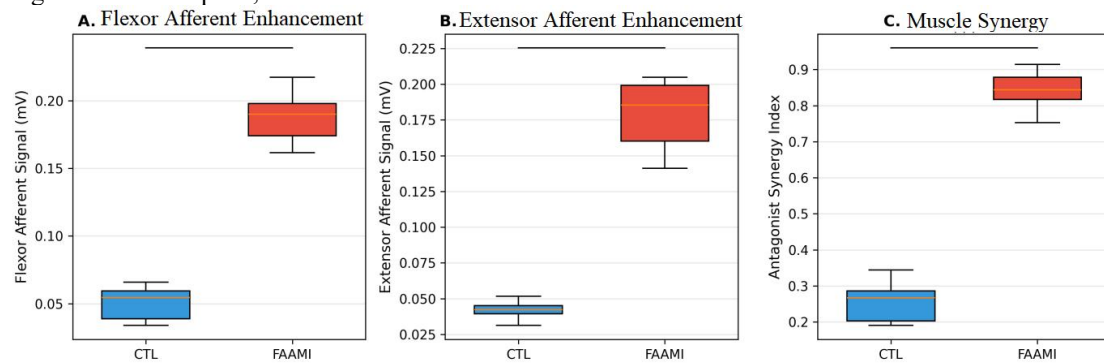 A. Flexor Afferent Enhancement
Flexor Afferent Signal (mV)
0.20
0.15
0.10
0.05
CTL
FAAMI
B. Extensor Afferent Enhancement
Extensor Afferent Signal (mV)
0.225
0.200
0.175
0.150
0.125
0.100
0.075
0.050
0.025
CTL
FAAMI
C. Muscle Synergy
Antagonist Synergy Index
0.9
0.8
0.7
0.6
0.5
0.4
0.3
0.2
CTL
FAAMI